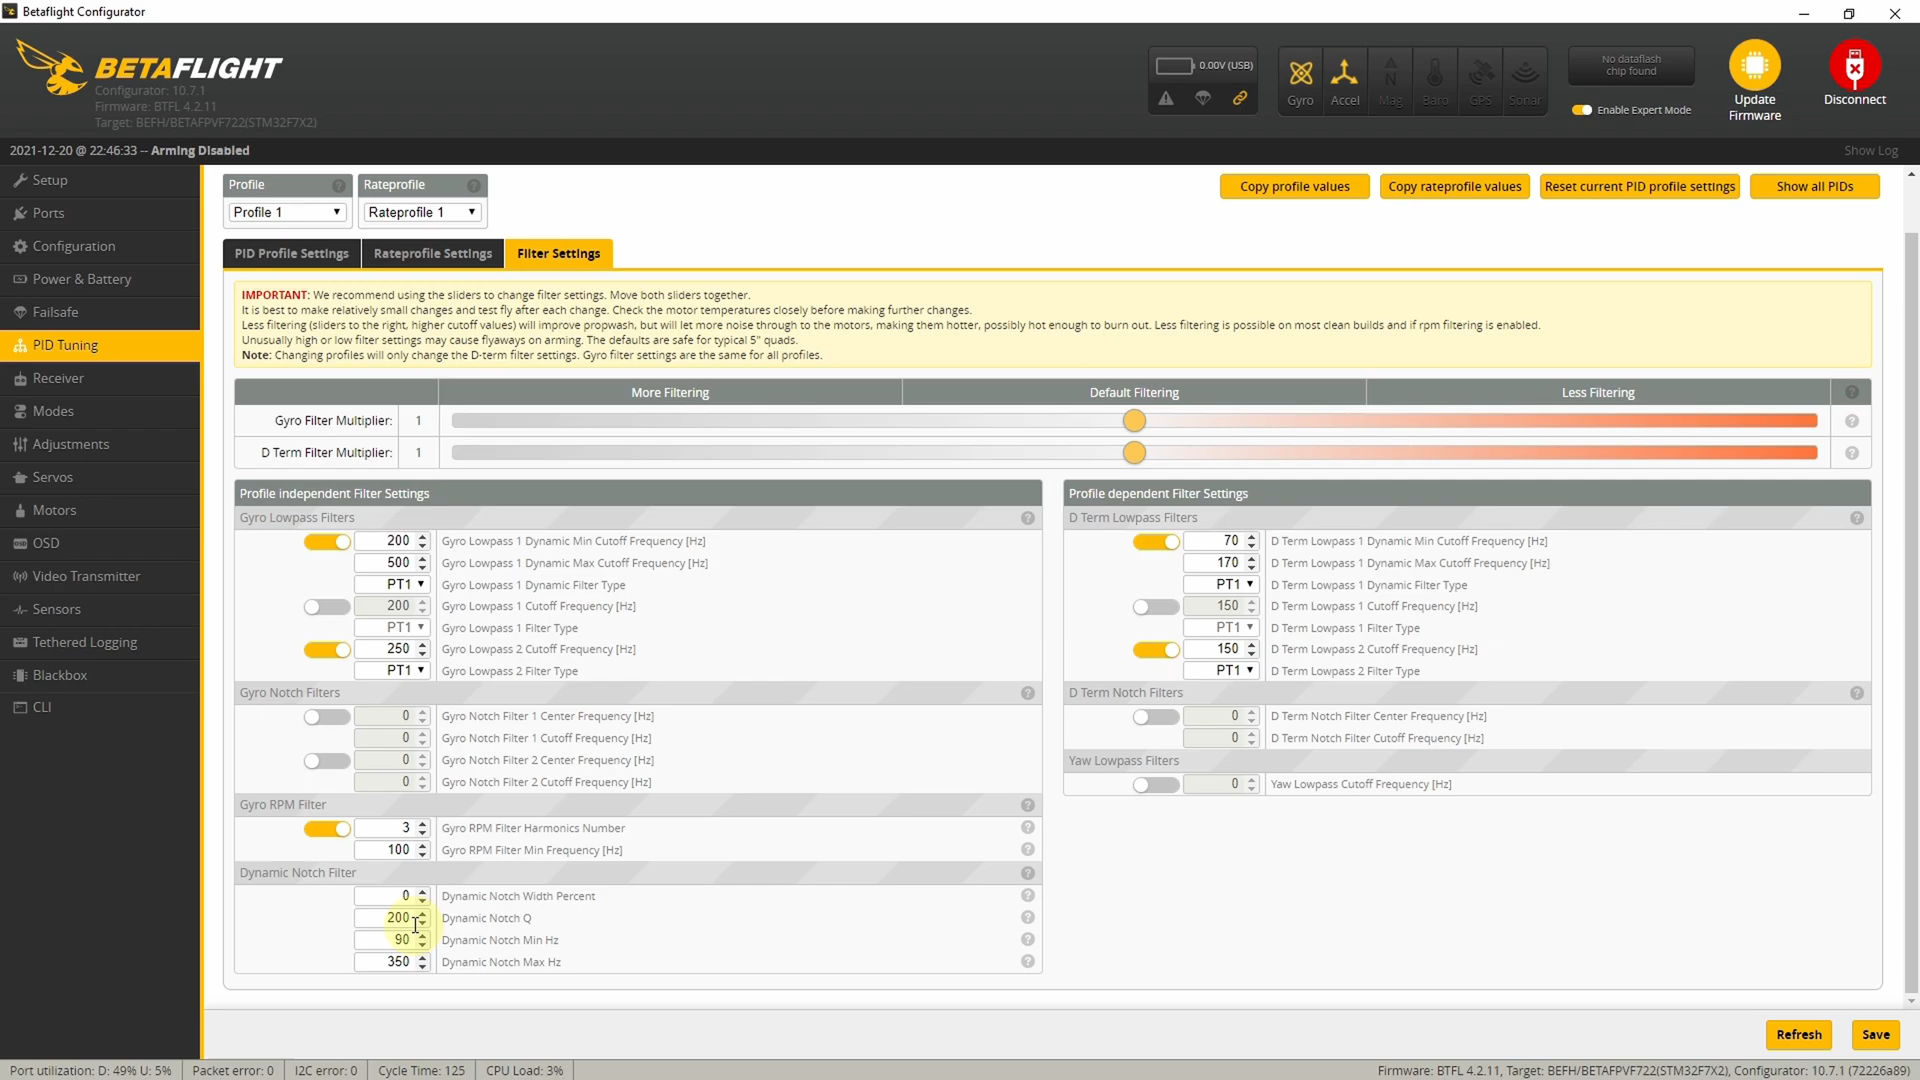 Betaflight Configurator
BETAFLIGHT
Configurator: 10.7.1
Firmware: BTFL 4.2.11
Target: BEFH/BETAFPVF722(STM32F7X2)
0.00V (USB)
Gyro
Accel
Mag
Baro
GPS
Sonar
No dataflash
chip found
Enable Expert Mode
Update
Firmware
Disconnect
2021-12-20 @ 22:46:33 -- Arming Disabled
Show Log
Setup
Ports
Configuration
Power & Battery
Failsafe
PID Tuning
Receiver
Modes
Adjustments
Servos
Motors
OSD
Video Transmitter
Sensors
Tethered Logging
Blackbox
CLI
Profile
Profile 1
Rateprofile
Rateprofile 1
Copy profile values
Copy rateprofile values
Reset current PID profile settings
Show all PIDs
PID Profile Settings
Rateprofile Settings
Filter Settings
IMPORTANT: We recommend using the sliders to change filter settings. Move both sliders together.
It is best to make relatively small changes and test fly after each change. Check the motor temperatures closely before making further changes.
Less filtering (sliders to the right, higher cutoff values) will improve propwash, but will let more noise through to the motors, making them hotter, possibly hot enough to burn out. Less filtering is possible on most clean builds and if rpm filtering is enabled.
Unusually high or low filter settings may cause flyaways on arming. The defaults are safe for typical 5" quads.
Note: Changing profiles will only change the D-term filter settings. Gyro filter settings are the same for all profiles.
More Filtering
Default Filtering
Less Filtering
Gyro Filter Multiplier: 1
D Term Filter Multiplier: 1
Profile independent Filter Settings
Gyro Lowpass Filters
200 Gyro Lowpass 1 Dynamic Min Cutoff Frequency [Hz]
500 Gyro Lowpass 1 Dynamic Max Cutoff Frequency [Hz]
PT1 Gyro Lowpass 1 Dynamic Filter Type
200 Gyro Lowpass 1 Cutoff Frequency [Hz]
PT1 Gyro Lowpass 1 Filter Type
250 Gyro Lowpass 2 Cutoff Frequency [Hz]
PT1 Gyro Lowpass 2 Filter Type
Gyro Notch Filters
0 Gyro Notch Filter 1 Center Frequency [Hz]
0 Gyro Notch Filter 1 Cutoff Frequency [Hz]
0 Gyro Notch Filter 2 Center Frequency [Hz]
0 Gyro Notch Filter 2 Cutoff Frequency [Hz]
Gyro RPM Filter
3 Gyro RPM Filter Harmonics Number
100 Gyro RPM Filter Min Frequency [Hz]
Dynamic Notch Filter
0 Dynamic Notch Width Percent
200 Dynamic Notch Q
90 Dynamic Notch Min Hz
350 Dynamic Notch Max Hz
Profile dependent Filter Settings
D Term Lowpass Filters
70 D Term Lowpass 1 Dynamic Min Cutoff Frequency [Hz]
170 D Term Lowpass 1 Dynamic Max Cutoff Frequency [Hz]
PT1 D Term Lowpass 1 Dynamic Filter Type
150 D Term Lowpass 1 Cutoff Frequency [Hz]
PT1 D Term Lowpass 1 Filter Type
150 D Term Lowpass 2 Cutoff Frequency [Hz]
PT1 D Term Lowpass 2 Filter Type
D Term Notch Filters
0 D Term Notch Filter Center Frequency [Hz]
0 D Term Notch Filter Cutoff Frequency [Hz]
Yaw Lowpass Filters
0 Yaw Lowpass Cutoff Frequency [Hz]
Refresh
Save
Port utilization: D: 49% U: 5%
Packet error: 0
I2C error: 0
Cycle Time: 125
CPU Load: 3%
Firmware: BTFL 4.2.11, Target: BEFH/BETAFPVF722(STM32F7X2), Configurator: 10.7.1 (72226a89)